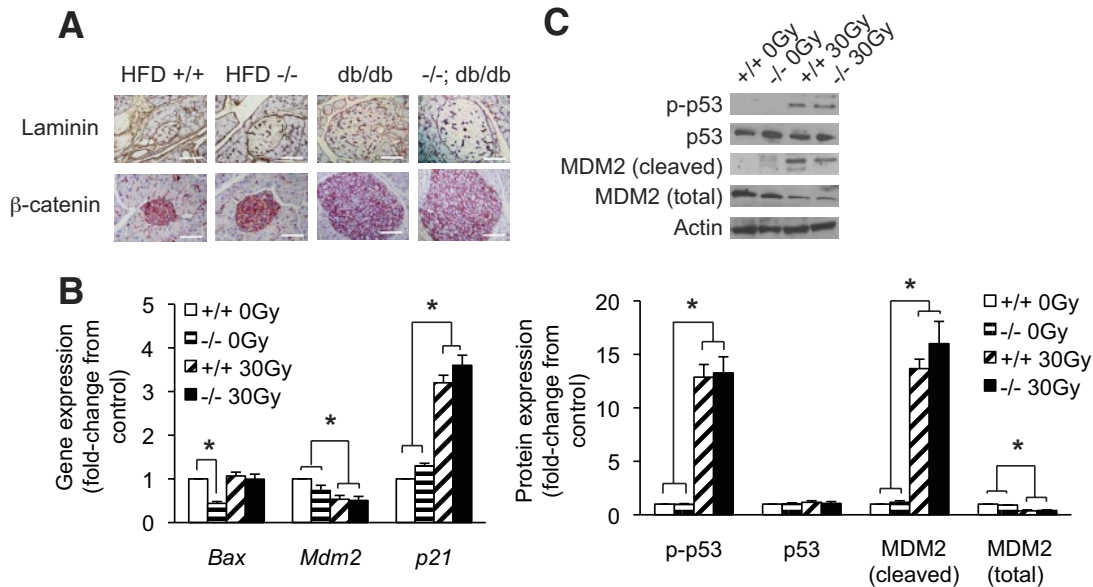 A
HFD +/+ HFD -/- db/db -/-; db/db
Laminin
β-catenin
C
+/+ 0Gy -/- 0Gy +/+ 30Gy -/- 30Gy
p-p53
p53
MDM2 (cleaved)
MDM2 (total)
Actin
B
Gene expression
(fold-change from
control)
5
4
3
2
1
0
+/+ 0Gy
-/- 0Gy
+/+ 30Gy
-/- 30Gy
*
*
*
Bax Mdm2 p21
Protein expression
(fold-change from
control)
20
15
10
5
0
*
*
*
+/+ 0Gy
-/- 0Gy
+/+ 30Gy
-/- 30Gy
p-p53 p53 MDM2 MDM2
(cleaved) (total)